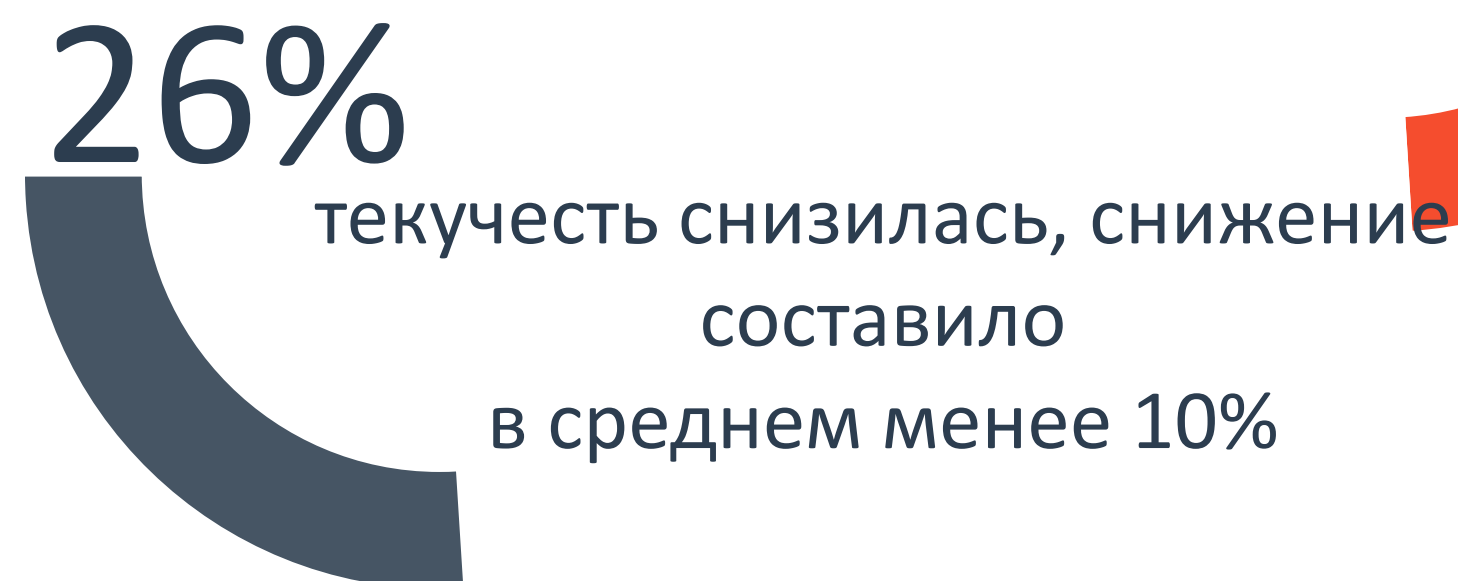 26%
текучесть снизилась, снижение
составило
в среднем менее 10%